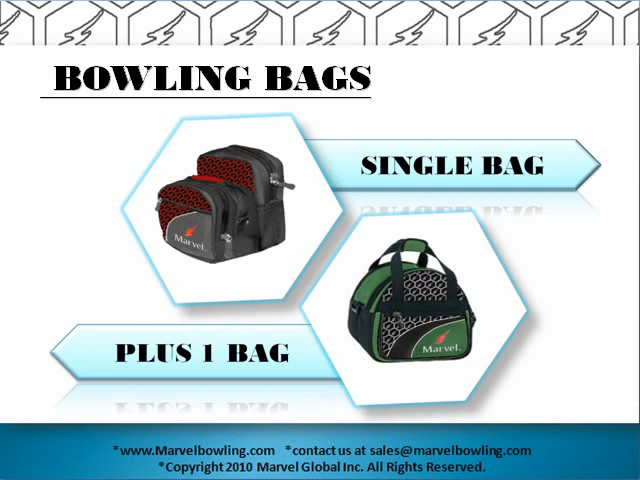 BOWLING BAGS
SINGLE BAG
Marvel.
Marvel.
PLUS 1 BAG
*www.Marvelbowling.com *contact us at sales@marvelbowling.com
*Copyright 2010 Marvel Global Inc. All Rights Reserved.